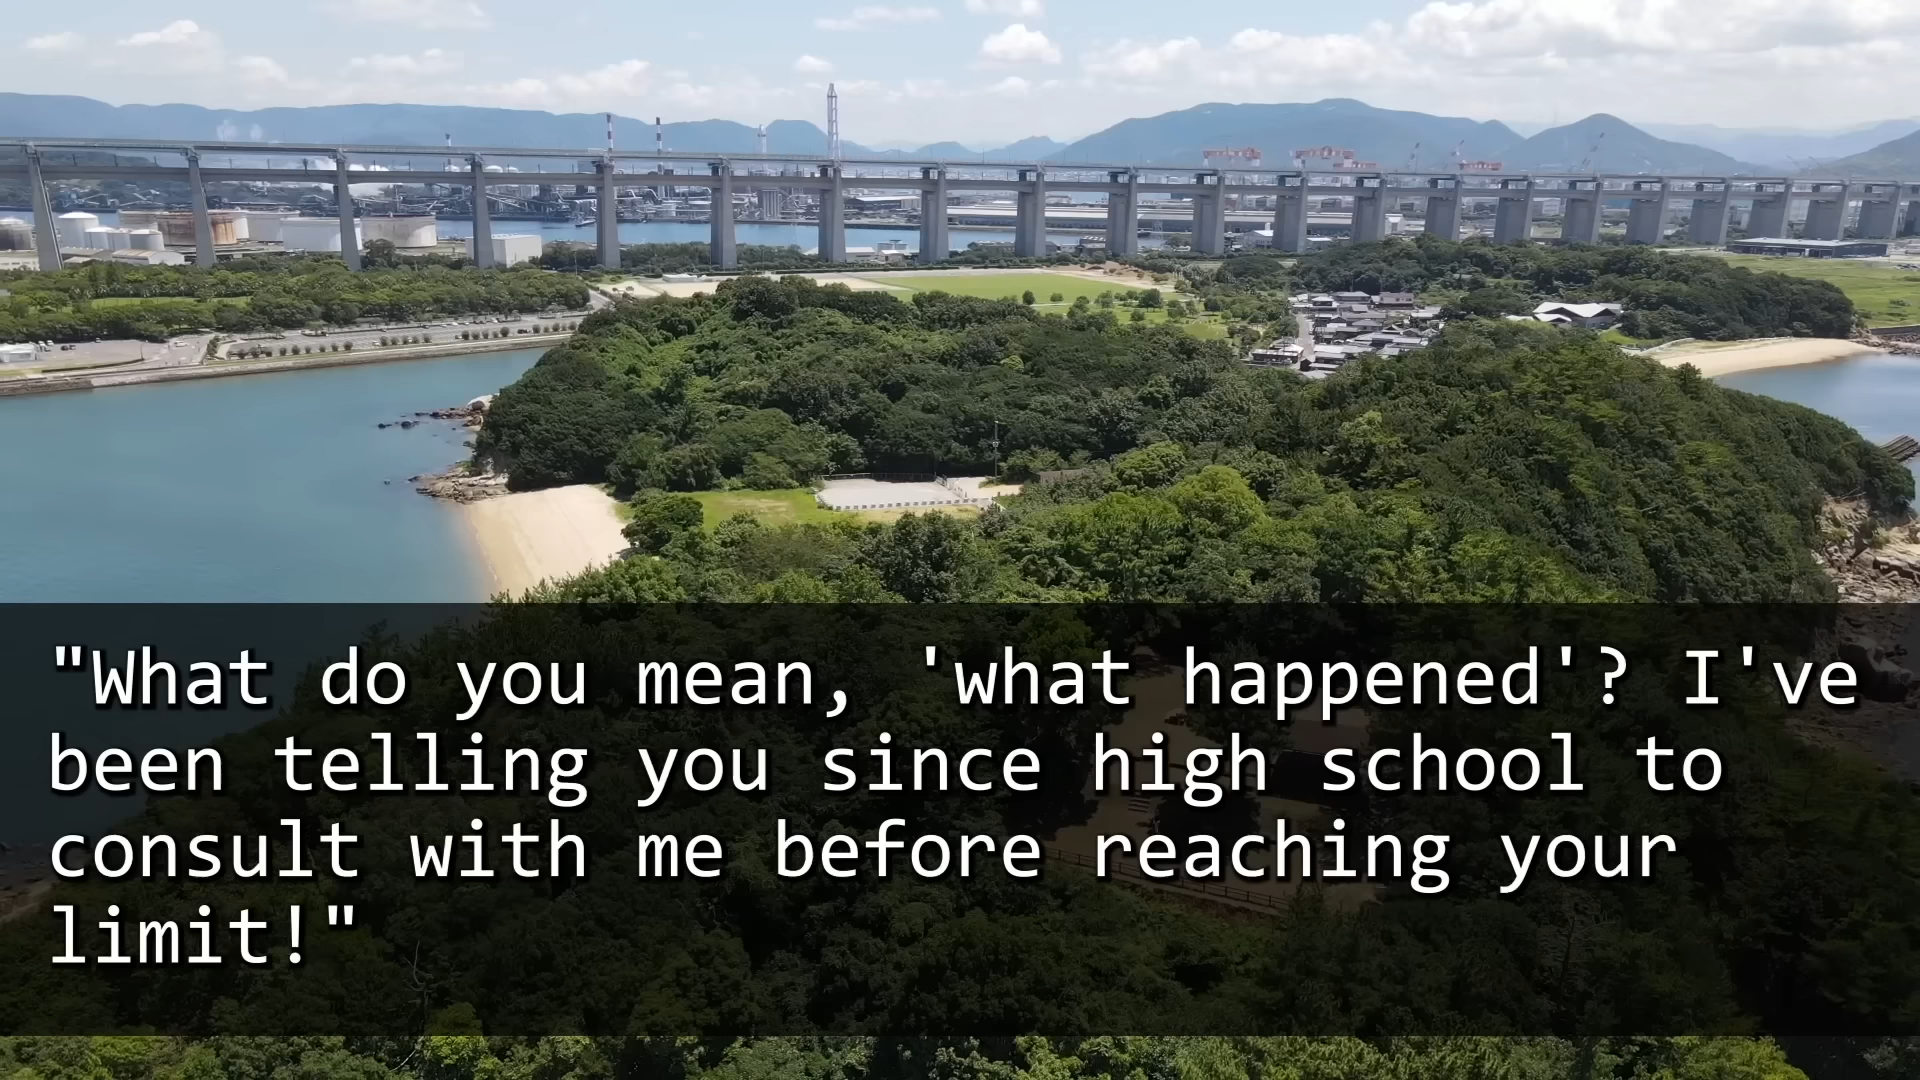 "What do you mean, 'what happened'? I've
been telling you since high school to
consult with me before reaching your
limit!"